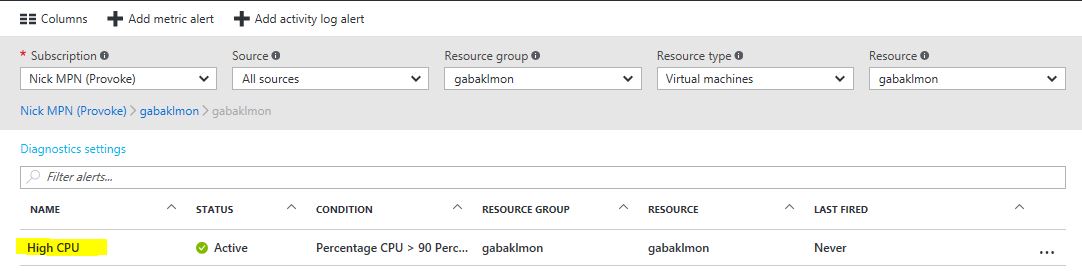 Columns Add metric alert Add activity log alert
* Subscription Source Resource group Resource type Resource
Nick MPN (Provoke) All sources gabaklmon Virtual machines gabaklmon
Nick MPN (Provoke) > gabaklmon > gabaklmon
Diagnostics settings
Filter alerts...
NAME STATUS CONDITION RESOURCE GROUP RESOURCE LAST FIRED
High CPU Active Percentage CPU > 90 Perc... gabaklmon gabaklmon Never ...